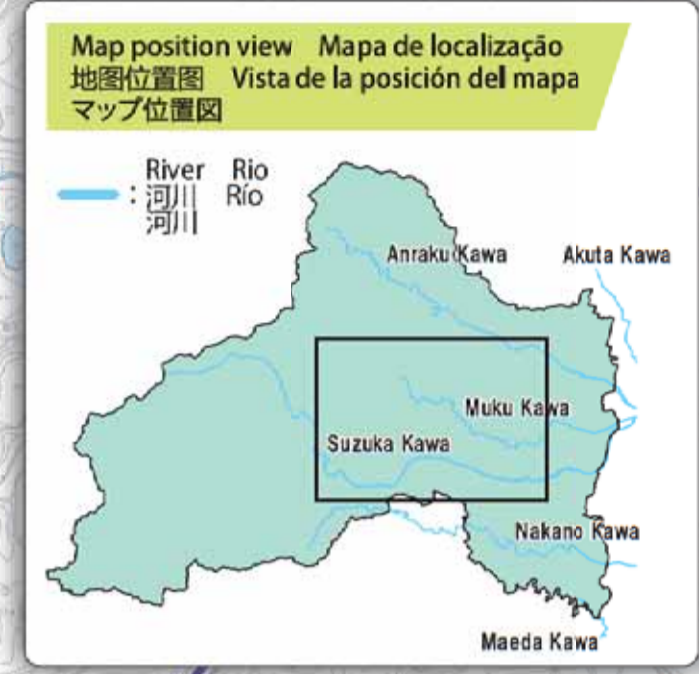 Map position view Mapa de localização
地图位置图 Vista de la posición del mapa
マップ位置図
River Rio
: 河川 Río
河川
Anraku Kawa
Akuta Kawa
Muku Kawa
Suzuka Kawa
Nakano Kawa
Maeda Kawa